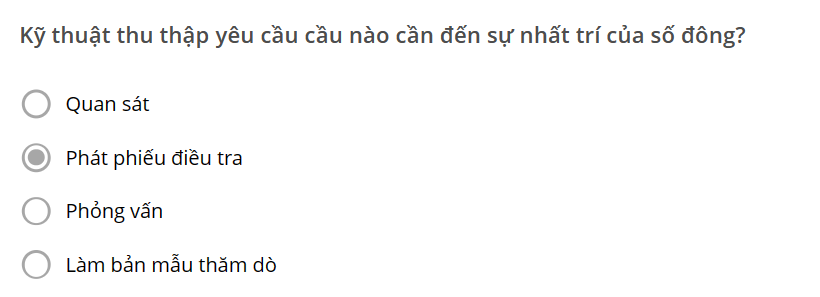 Kỹ thuật thu thập yêu cầu cầu nào cần đến sự nhất trí của số đông?
Quan sát
Phát phiếu điều tra
Phỏng vấn
Làm bản mẫu thăm dò